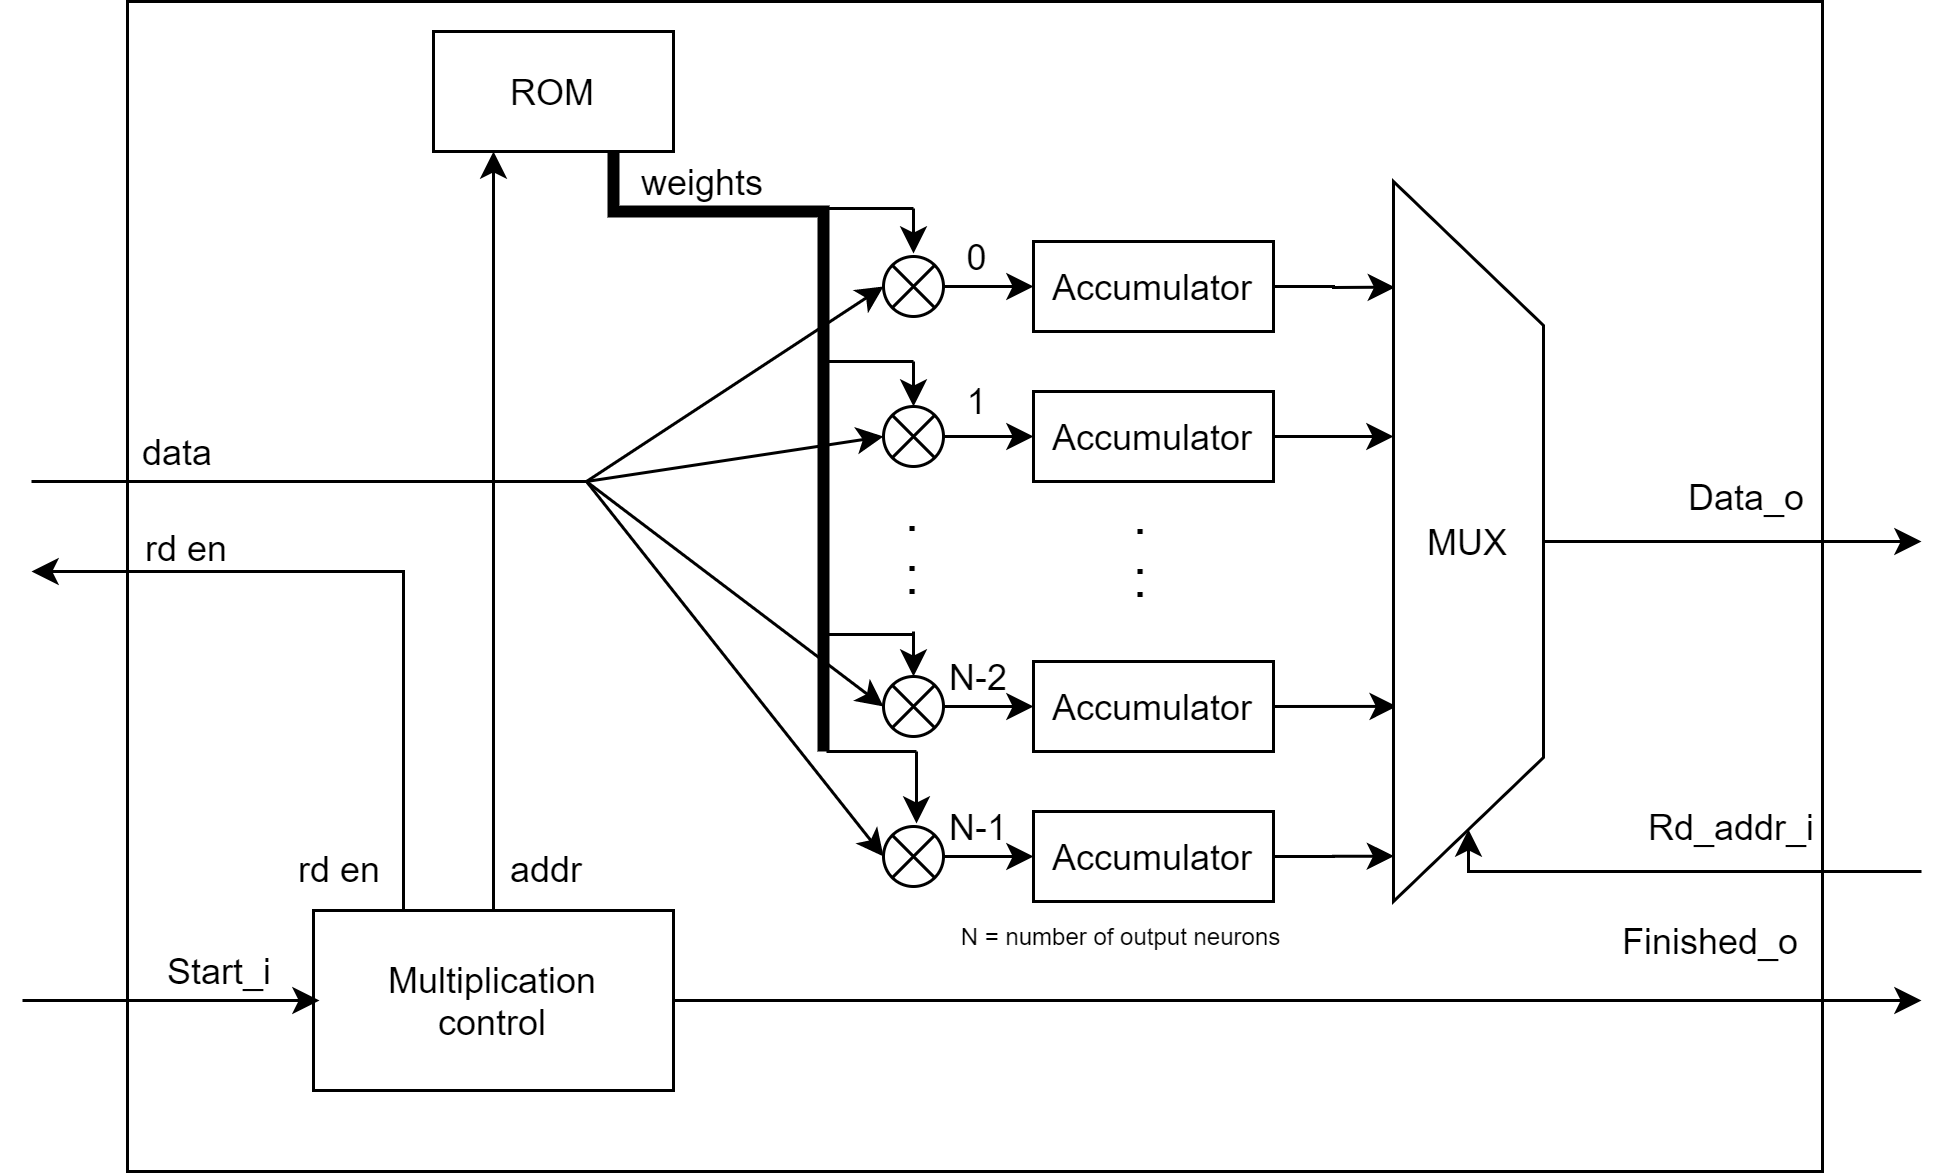 ROM
weights
0
Accumulator
1
Accumulator
data
Data_o
rd en
MUX
N-2
Accumulator
N-1
Accumulator
Rd_addr_i
rd en
addr
N = number of output neurons
Finished_o
Start_i
Multiplication
control